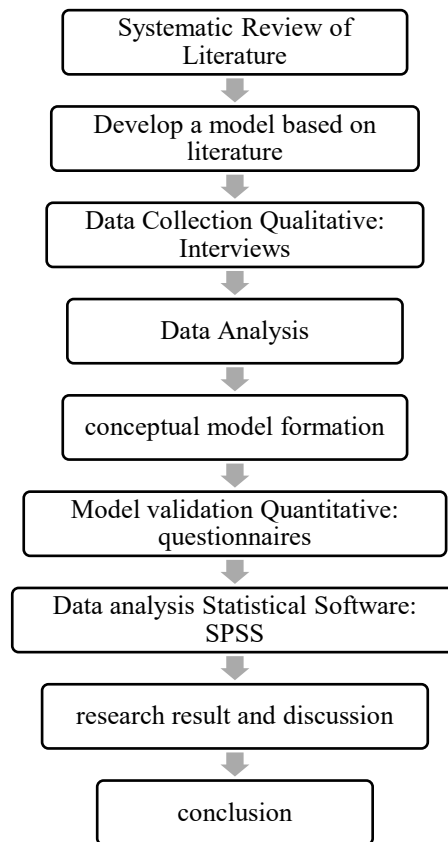 Systematic Review of
Literature
Develop a model based on
literature
Data Collection Qualitative:
Interviews
Data Analysis
conceptual model formation
Model validation Quantitative:
questionnaires
Data analysis Statistical Software:
SPSS
research result and discussion
conclusion